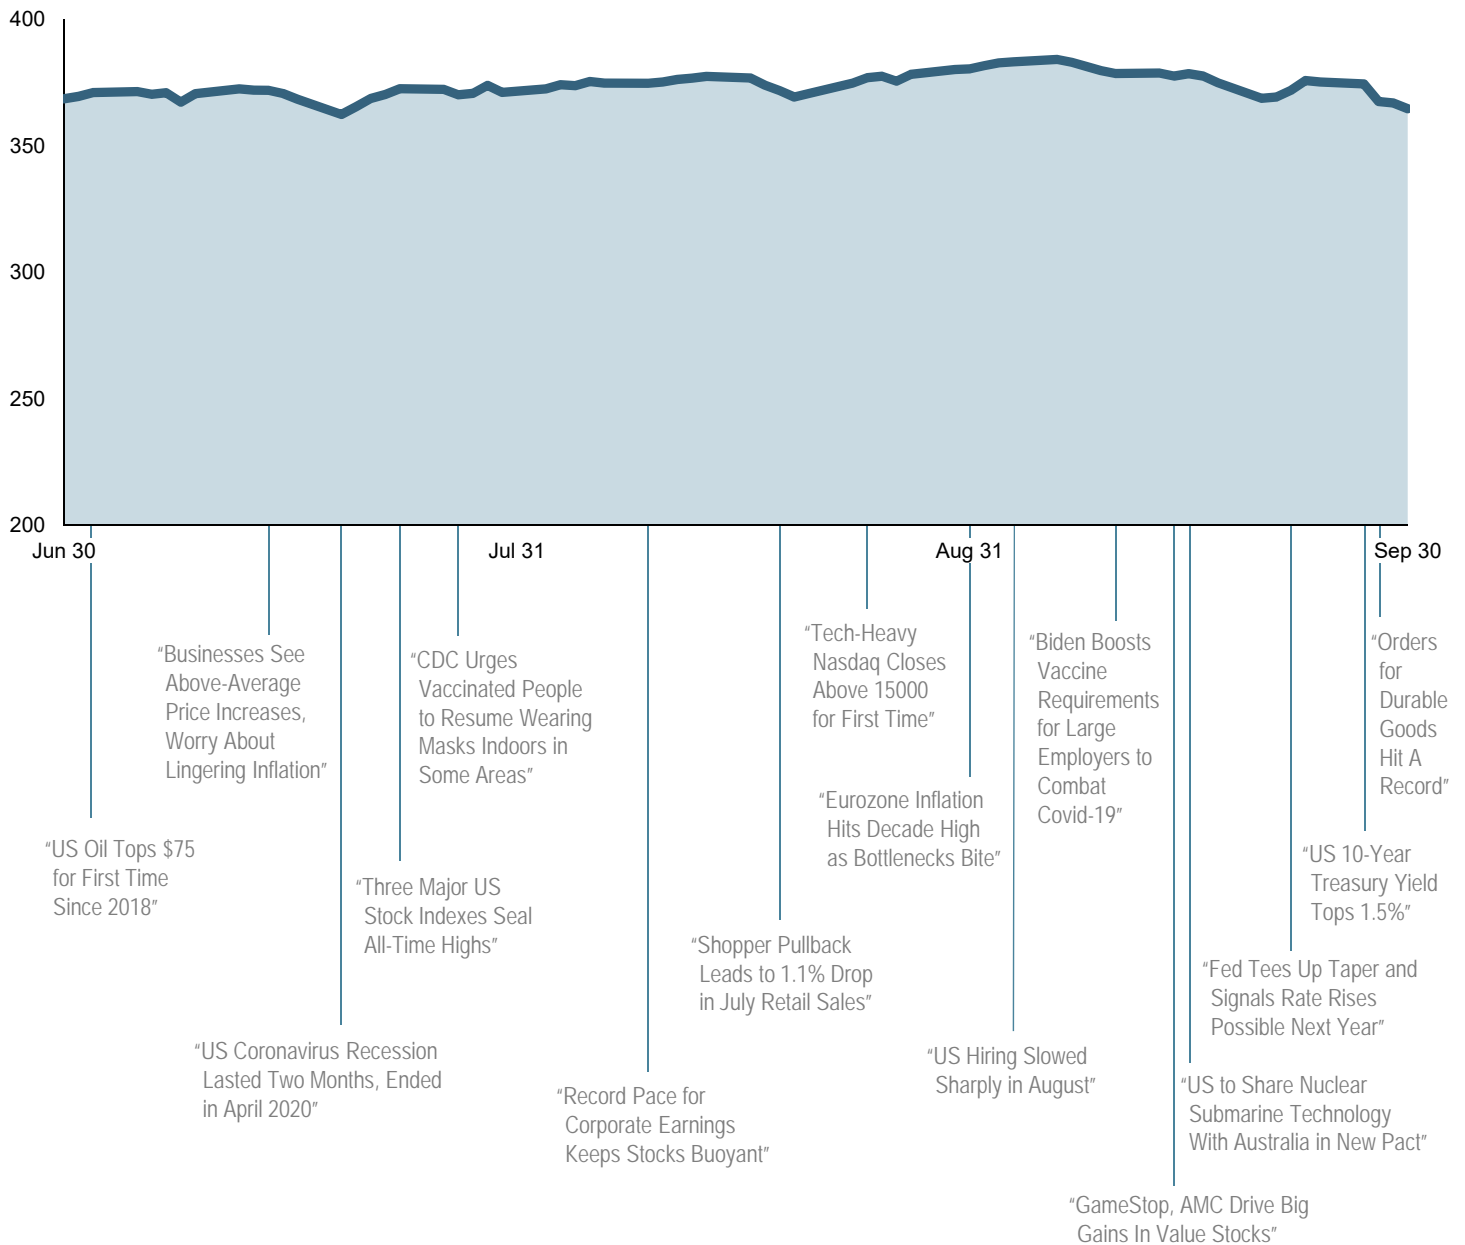 400
350
300
250
200
Jun 30
Jul 31
Aug 31
Sep 30
“US Oil Tops $75
for First Time
Since 2018”
“Businesses See
Above-Average
Price Increases,
Worry About
Lingering Inflation”
“US Coronavirus Recession
Lasted Two Months, Ended
in April 2020”
“Three Major US
Stock Indexes Seal
All-Time Highs”
“CDC Urges
Vaccinated People
to Resume Wearing
Masks Indoors in
Some Areas”
“Record Pace for
Corporate Earnings
Keeps Stocks Buoyant”
“Shopper Pullback
Leads to 1.1% Drop
in July Retail Sales”
“Tech-Heavy
Nasdaq Closes
Above 15000
for First Time”
“Eurozone Inflation
Hits Decade High
as Bottlenecks Bite”
“US Hiring Slowed
Sharply in August”
“Biden Boosts
Vaccine
Requirements
for Large
Employers to
Combat
Covid-19”
“GameStop, AMC Drive Big
Gains In Value Stocks”
“US to Share Nuclear
Submarine Technology
With Australia in New Pact”
“Fed Tees Up Taper and
Signals Rate Rises
Possible Next Year”
“US 10-Year
Treasury Yield
Tops 1.5%”
“Orders
for
Durable
Goods
Hit A
Record”